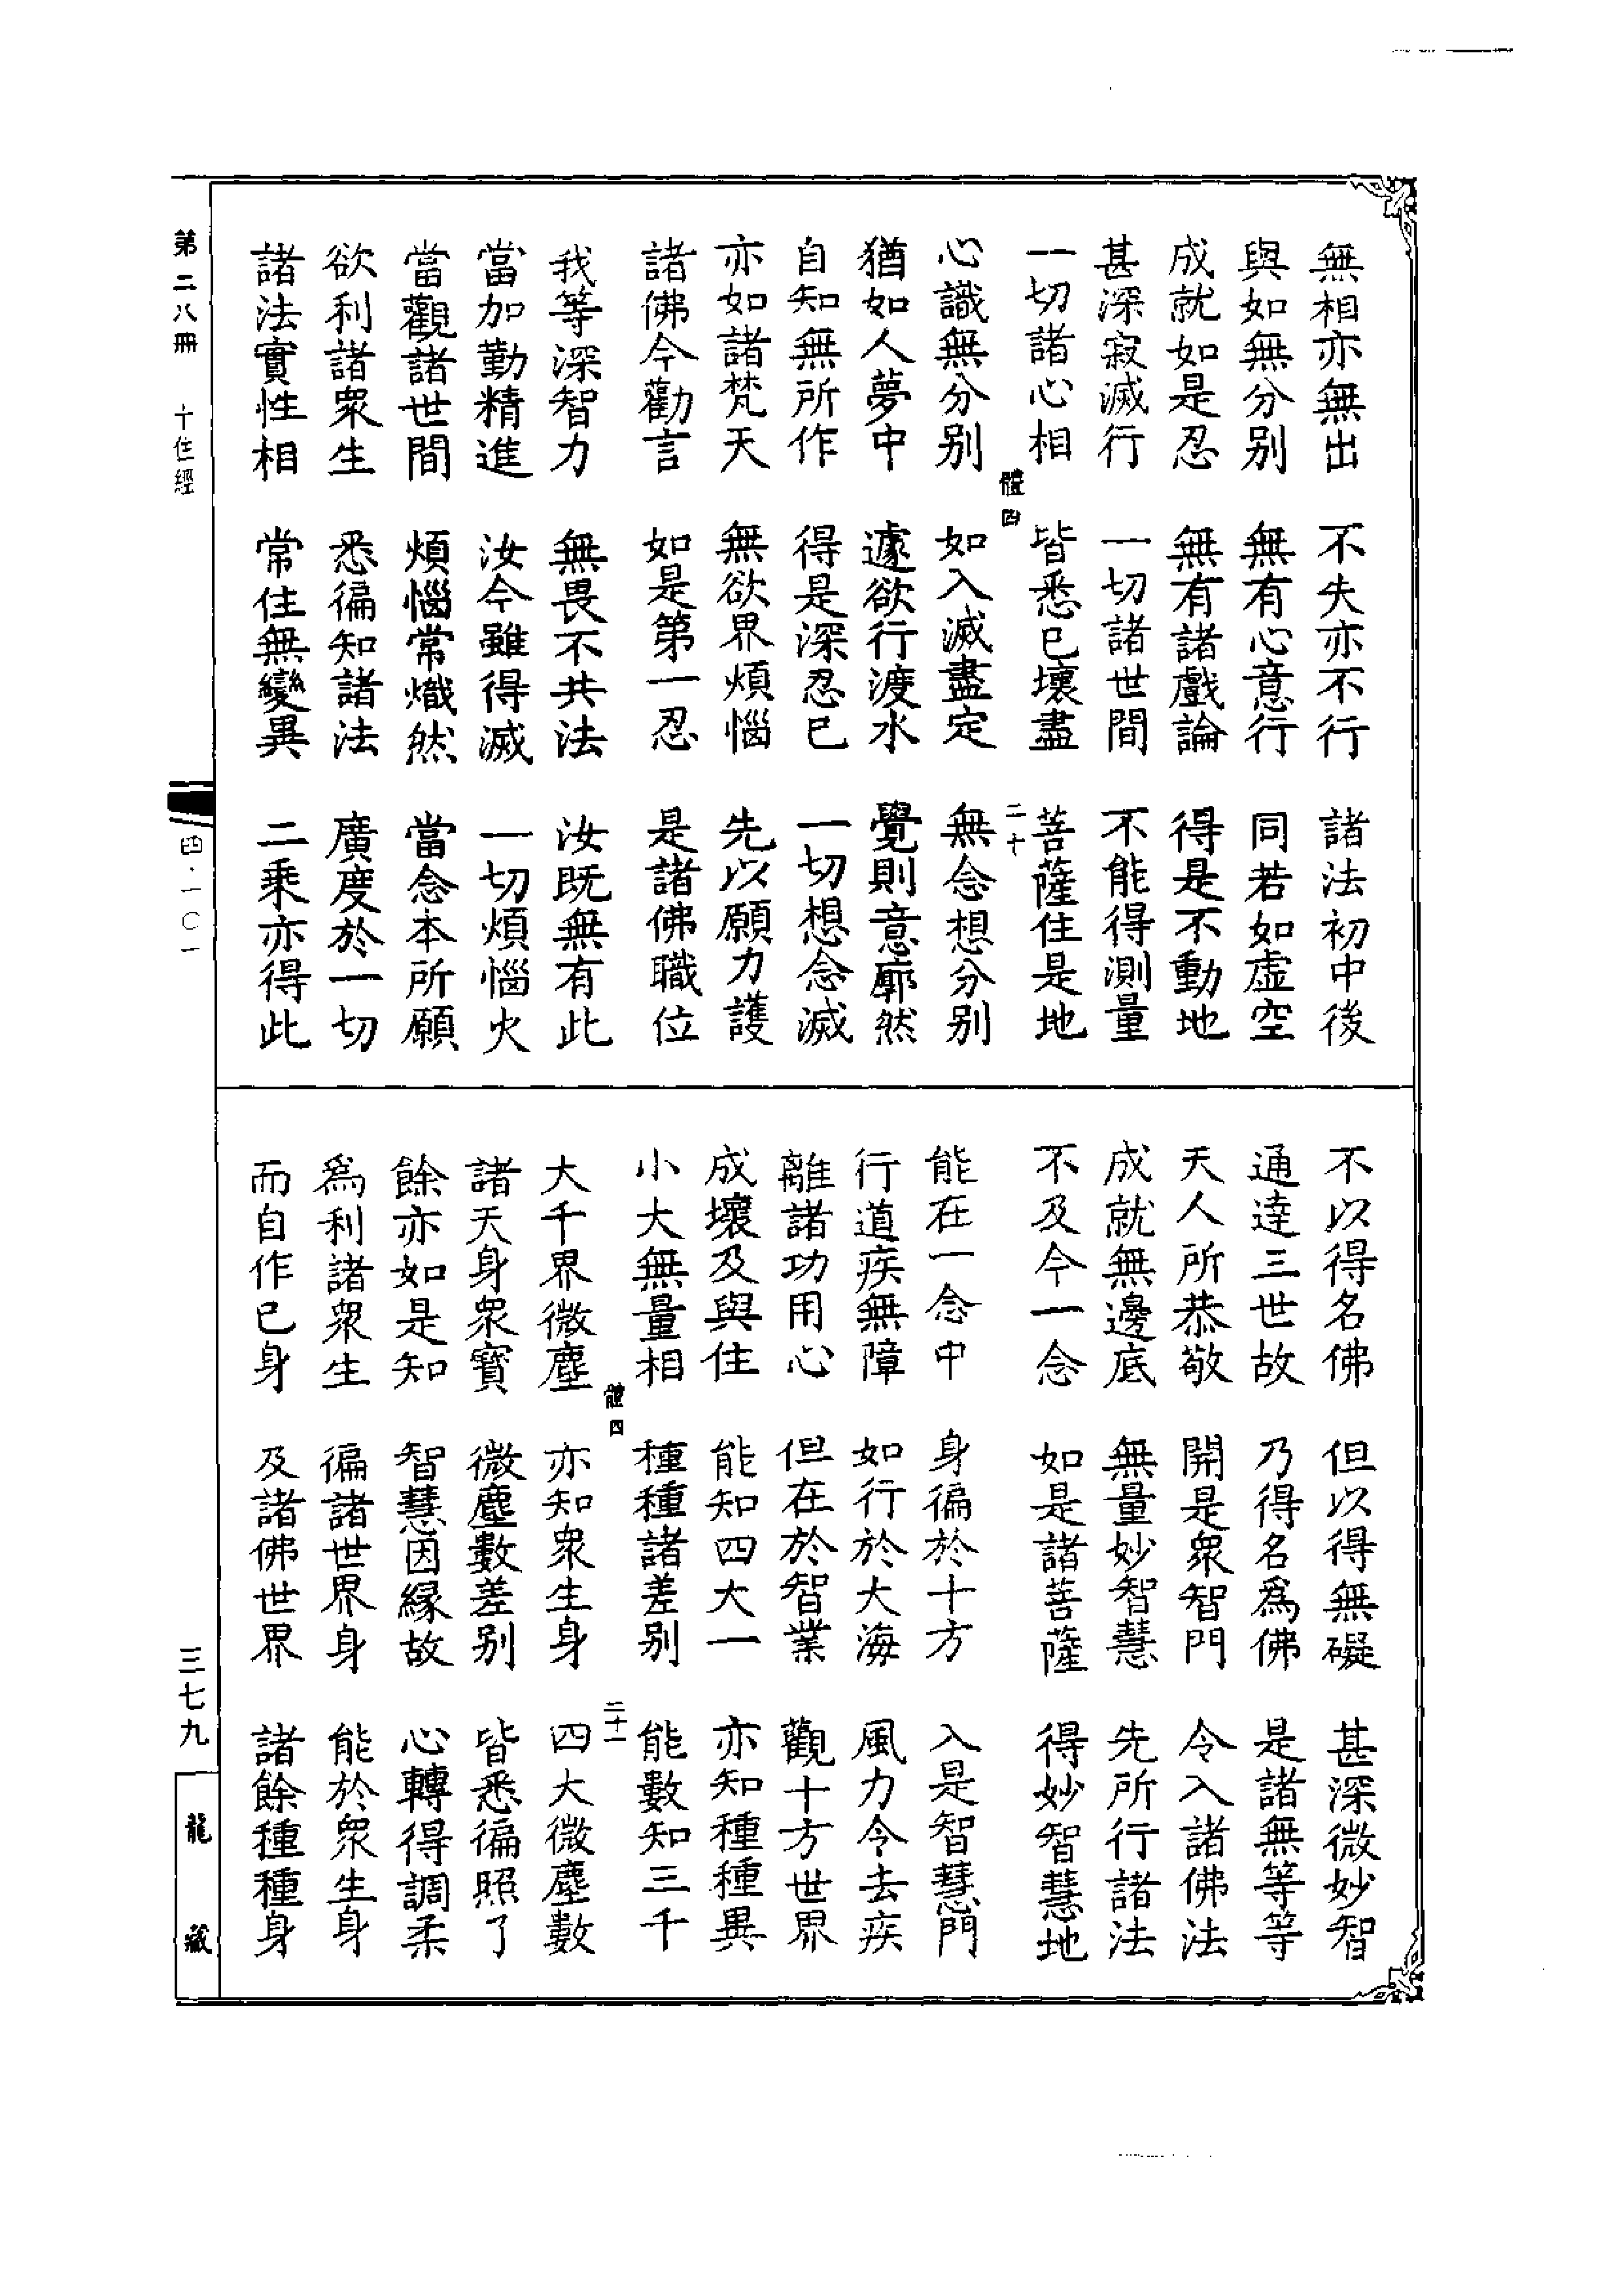 無相亦無出 不失亦不行 諸法初中後
與如無分别 無有心意行 同若如虛空
成就如是忍 無有諸戲論 得是不動地
甚深寂滅行 一切諸世間 不能得測量
一切諸心相 皆悉已壞盡 菩薩住是地
體四 二十
心識無分别 如入滅盡定 無念想分别
猶如人夢中 遽欲行渡水 覺則意廓然
自知無所作 得是深忍已 一切想念滅
亦如諸梵天 無欲界煩惱 先以願力護
諸佛今勸言 如是第一忍 是諸佛職位
我等深智力 無畏不共法 汝既無有此
當加勤精進 汝今雖得滅 一切煩惱火
當觀諸世間 煩惱常熾然 當念本所願
欲利諸衆生 悉徧知諸法 廣度於一切
諸法實性相 常住無變異 二乘亦得此
不以得名佛 但以得無礙 甚深微妙智
通達三世故 乃得名爲佛 是諸無等等
天人所恭敬 開是衆智門 令入諸佛法
成就無邊底 無量妙智慧 先所行諸法
不及今一念 如是諸菩薩 得妙智慧地
能在一念中 身徧於十方 入是智慧門
行道疾無障 如行於大海 風力令去疾
離諸功用心 但在於智業 觀十方世界
成壞及與住 能知四大一 亦知種種異
小大無量相 種種諸差别 能數知三千
體四 二十一
大千界微塵 亦知衆生身 四大微塵數
諸天身衆寶 微塵數差别 皆悉徧照了
餘亦如是知 智慧因緣故 心轉得調柔
爲利諸衆生 徧諸世界身 能於衆生身
而自作已身 及諸佛世界 諸餘種種身
第二八冊 十住經
四·一〇一
三七九
龍藏